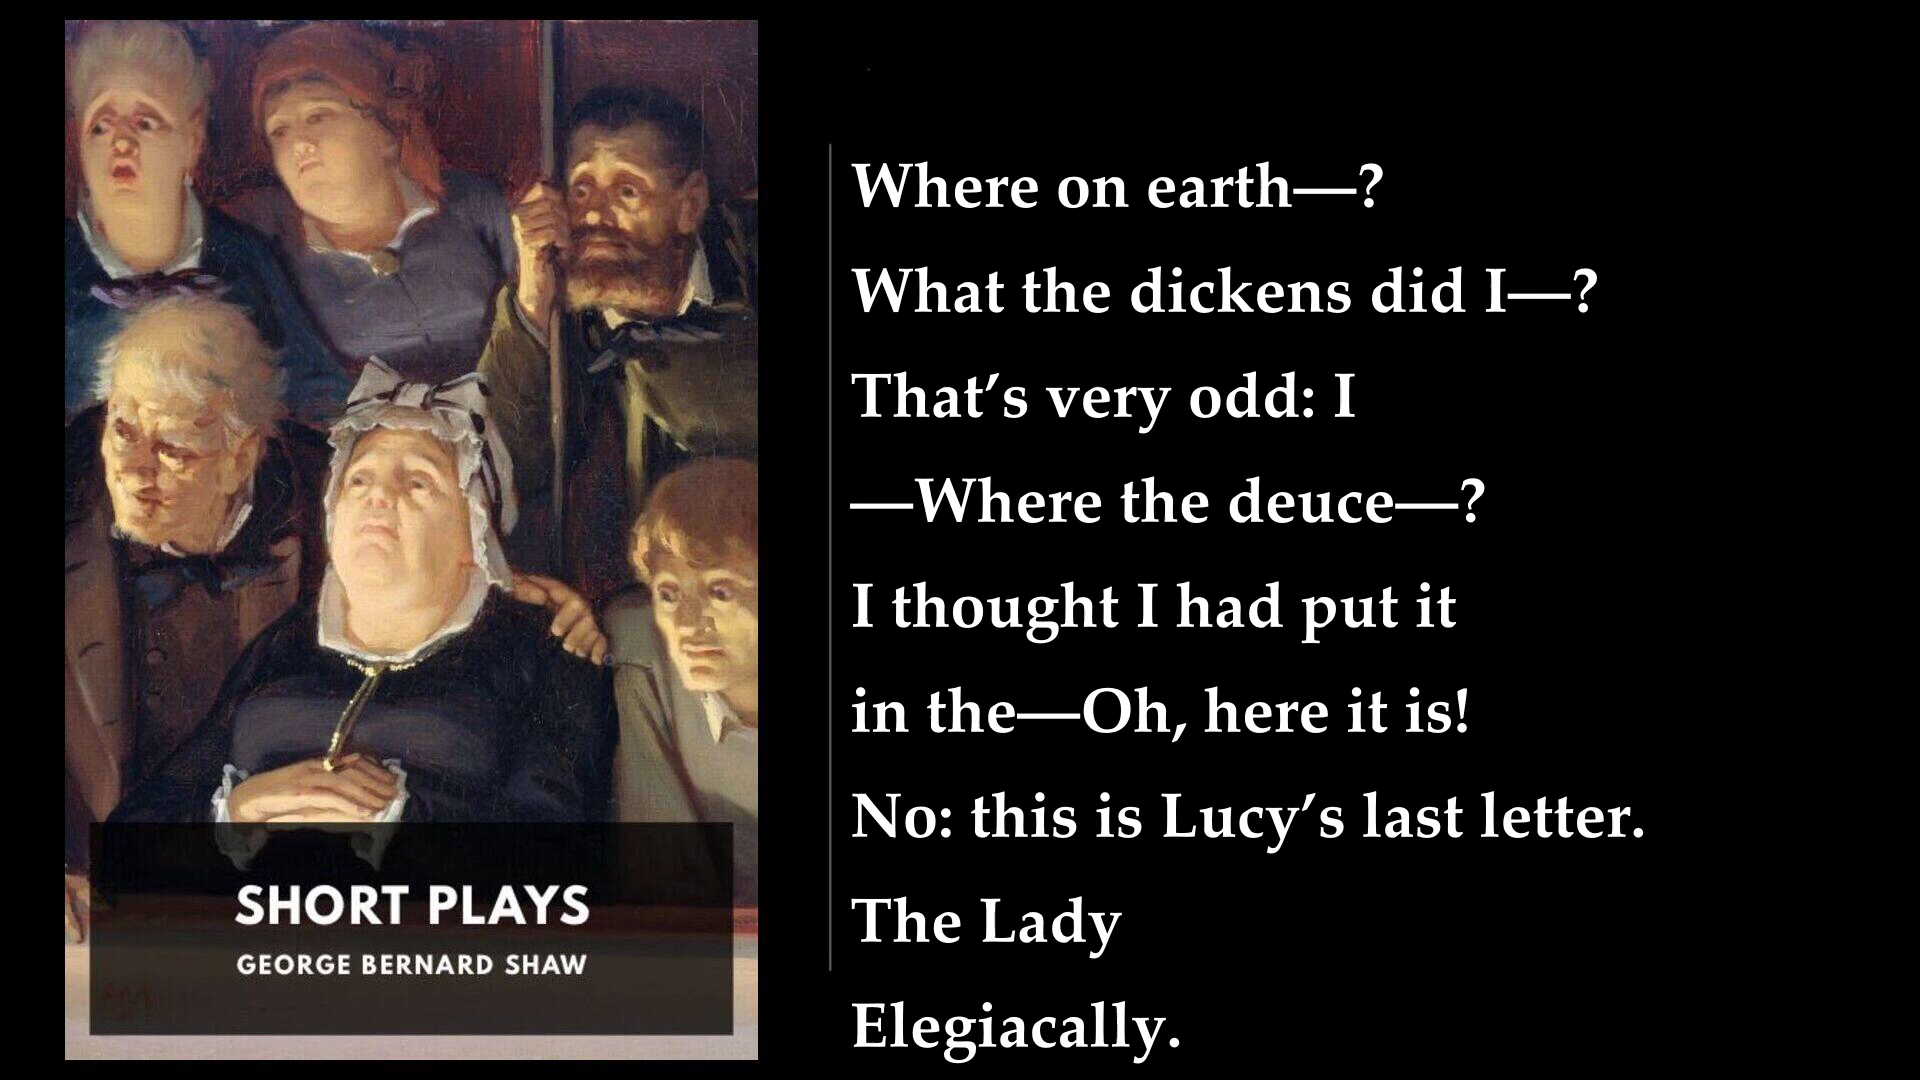 Where on earth—?
What the dickens did I—?
That’s very odd: I
—Where the deuce—?
I thought I had put it
in the—Oh, here it is!
No: this is Lucy’s last letter.
The Lady
Elegiacally.
SHORT PLAYS
GEORGE BERNARD SHAW